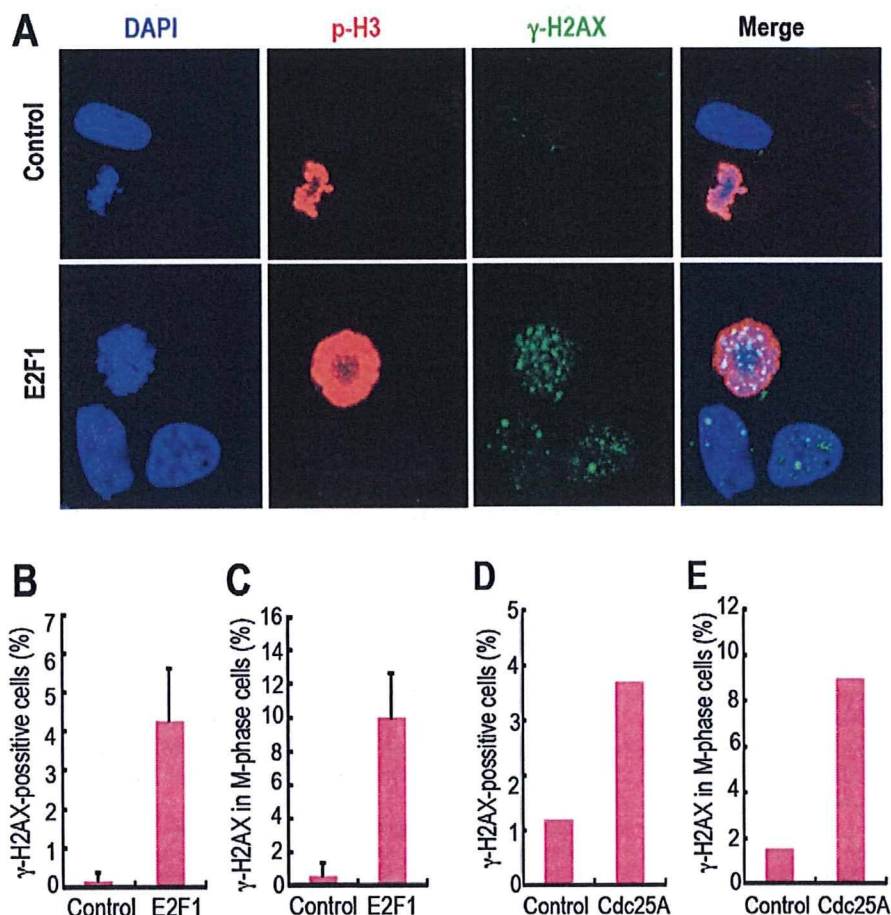 A
DAPI
p-H3
γ-H2AX
Merge
Control
E2F1
B
γ-H2AX-possitive cells (%)
7
6
5
4
3
2
1
0
Control E2F1
C
γ-H2AX in M-phase cells (%)
16
14
12
10
8
6
4
2
0
Control E2F1
D
γ-H2AX-possitive cells (%)
5
4
3
2
1
0
Control Cdc25A
E
γ-H2AX in M-phase cells (%)
12
10
8
6
4
2
0
Control Cdc25A